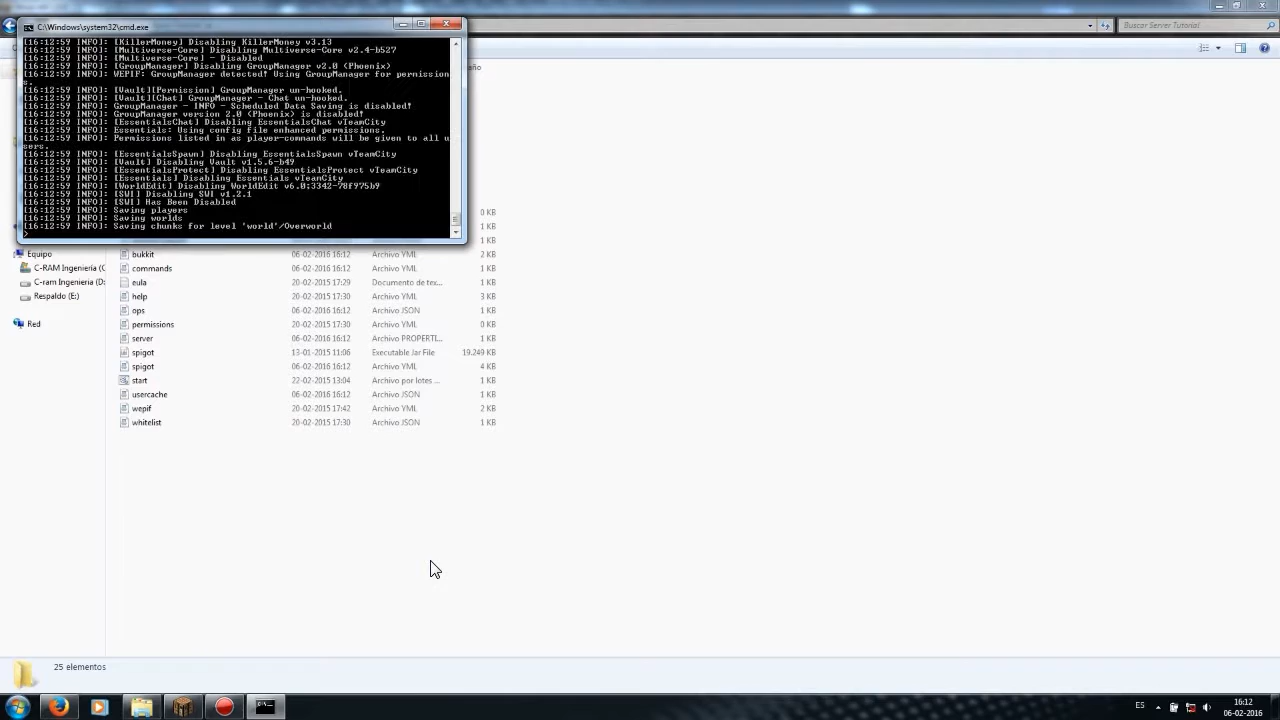 C:\Windows\system32\cmd.exe
Buscar Server Tutorial
[16:12:59 INFO]: [KillerMoney] Disabling KillerMoney v3.13
[16:12:59 INFO]: [Multiverse-Core] Disabling Multiverse-Core v2.4-b527
[16:12:59 INFO]: [Multiverse-Core] - Disabled
[16:12:59 INFO]: [GroupManager] Disabling GroupManager v2.0 (Phoenix)
[16:12:59 INFO]: WEPIF: GroupManager detected! Using GroupManager for permission
s.
[16:12:59 INFO]: [Vault][Permission] GroupManager un-hooked.
[16:12:59 INFO]: [Vault][Chat] GroupManager - Chat un-hooked.
[16:12:59 INFO]: GroupManager - INFO - Scheduled Data Saving is disabled!
[16:12:59 INFO]: GroupManager version 2.0 (Phoenix) is disabled!
[16:12:59 INFO]: [EssentialsChat] Disabling EssentialsChat vTeamCity
[16:12:59 INFO]: Essentials: Using config file enhanced permissions.
[16:12:59 INFO]: Permissions listed in as player-commands will be given to all u
sers.
[16:12:59 INFO]: [EssentialsSpawn] Disabling EssentialsSpawn vTeamCity
[16:12:59 INFO]: [Vault] Disabling Vault v1.5.6-b49
[16:12:59 INFO]: [EssentialsProtect] Disabling EssentialsProtect vTeamCity
[16:12:59 INFO]: [Essentials] Disabling Essentials vTeamCity
[16:12:59 INFO]: [WorldEdit] Disabling WorldEdit v6.0;3342-78f975b9
[16:12:59 INFO]: [SWI] Disabling SWI v1.2.1
[16:12:59 INFO]: [SWI] Has Been Disabled
[16:12:59 INFO]: Saving players
[16:12:59 INFO]: Saving worlds
[16:12:59 INFO]: Saving chunks for level 'world'/Overworld
0 KB
1 KB
1 KB
Equipo
C-RAM Ingeniería (C
C-ram Ingenieria (D:
Respaldo (E:)
Red
bukkit 06-02-2016 16:12 Archivo YML 2 KB
commands 06-02-2016 16:12 Archivo YML 1 KB
eula 20-02-2015 17:29 Documento de tex... 1 KB
help 20-02-2015 17:30 Archivo YML 3 KB
ops 06-02-2016 16:12 Archivo JSON 1 KB
permissions 20-02-2015 17:30 Archivo YML 0 KB
server 06-02-2016 16:12 Archivo PROPERTI... 1 KB
spigot 13-01-2015 11:06 Executable Jar File 19.249 KB
spigot 06-02-2016 16:12 Archivo YML 4 KB
start 22-02-2015 13:04 Archivo por lotes ... 1 KB
usercache 06-02-2016 16:12 Archivo JSON 1 KB
wepif 20-02-2015 17:42 Archivo YML 2 KB
whitelist 20-02-2015 17:30 Archivo JSON 1 KB
25 elementos
ES
16:12
06-02-2016